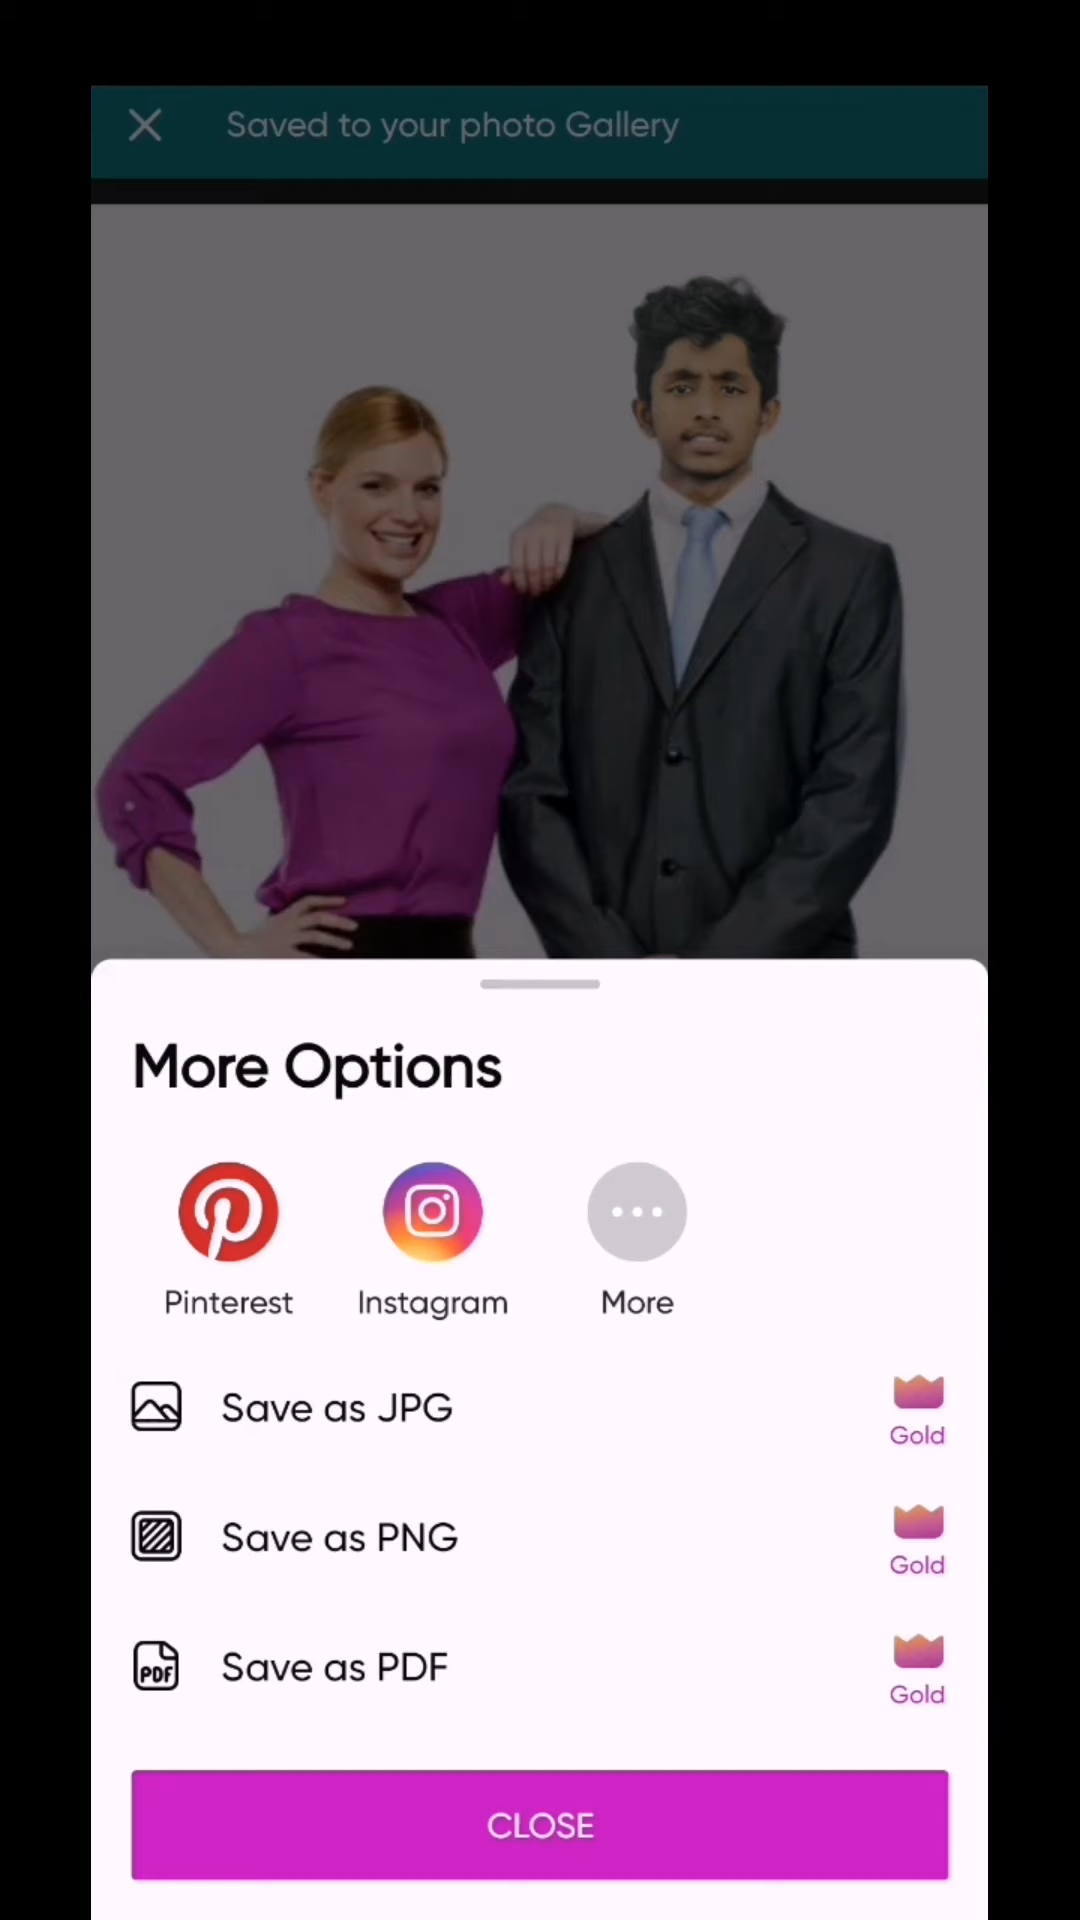 Saved to your photo Gallery
More Options
Pinterest
Instagram
More
Save as JPG
Gold
Save as PNG
Gold
PDF
Save as PDF
Gold
CLOSE